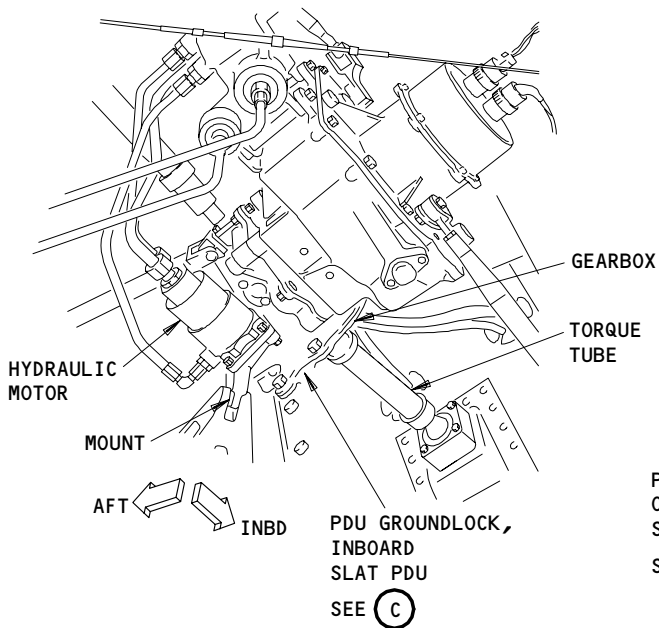 GEARBOX
TORQUE
TUBE
HYDRAULIC
MOTOR
MOUNT
AFT
INBD
PDU GROUNDLOCK,
INBOARD
SLAT PDU
SEE C